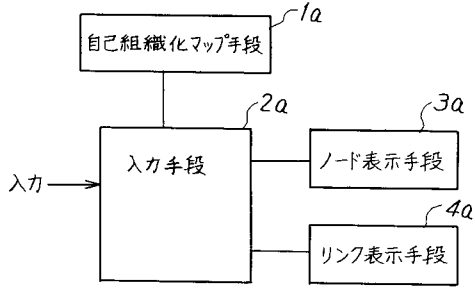 1a
自己組織化マップ手段
2a
入力手段
入力
3a
ノード表示手段
4a
リンク表示手段